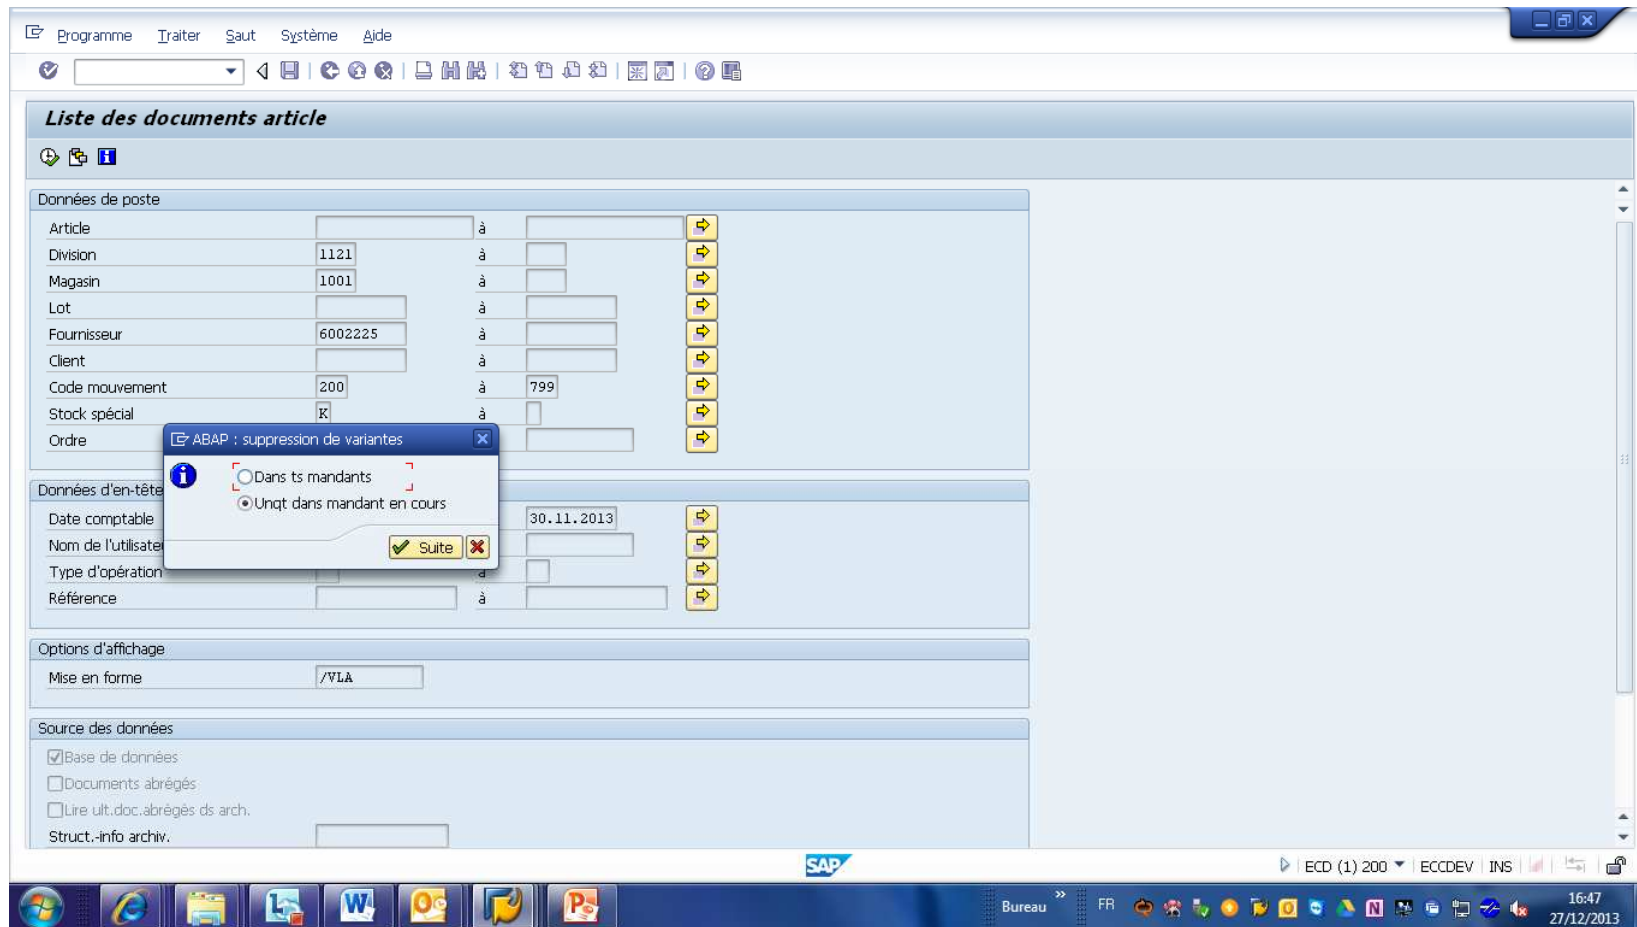 Programme Traiter Saut Système Aide
Liste des documents article
Données de poste
Article à
Division 1121 à
Magasin 1001 à
Lot à
Fournisseur 6002225 à
Client à
Code mouvement 200 à 799
Stock spécial K à
Ordre
ABAP : suppression de variantes
Dans ts mandants
Unqt dans mandant en cours
Suite
Données d'en-tête
Date comptable 30.11.2013
Nom de l'utilisate
Type d'opération à
Référence à
Options d'affichage
Mise en forme /VLA
Source des données
Base de données
Documents abrégés
Lire ult.doc.abrégés ds arch.
Struct.-info archiv.
SAP
ECD (1) 200 ECCDEV INS
Bureau » FR 16:47
27/12/2013